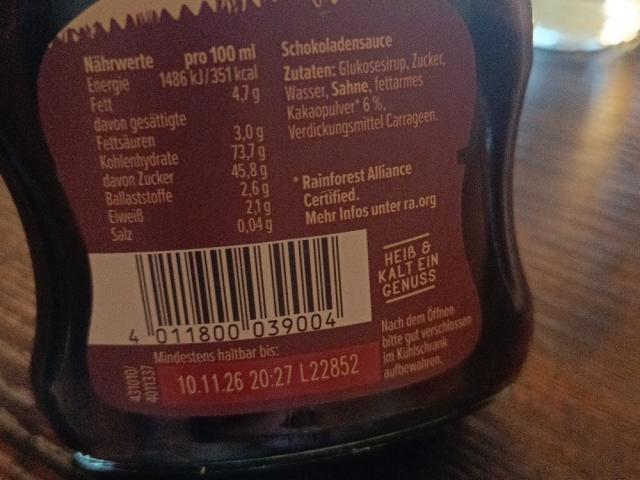 Nährwerte pro 100 ml
Energie 1486 kJ/351 kcal
Fett 4,7 g
davon gesättigte
Fettsäuren 3,0 g
Kohlenhydrate 73,7 g
davon Zucker 45,8 g
Ballaststoffe 2,6 g
Eiweiß 2,1 g
Salz 0,04 g
Schokoladensauce
Zutaten: Glukosesirup, Zucker,
Wasser, Sahne, fettarmes
Kakaopulver* 6 %,
Verdickungsmittel Carrageen.
* Rainforest Alliance
Certified.
Mehr Infos unter ra.org
HEIß &
KALT EIN
GENUSS
4 011800 039004
Nach dem Öffnen
bitte gut verschlossen
im Kühlschrank
aufbewahren.
Mindestens haltbar bis:
10.11.26 20:27 L22852
431010/
4011337